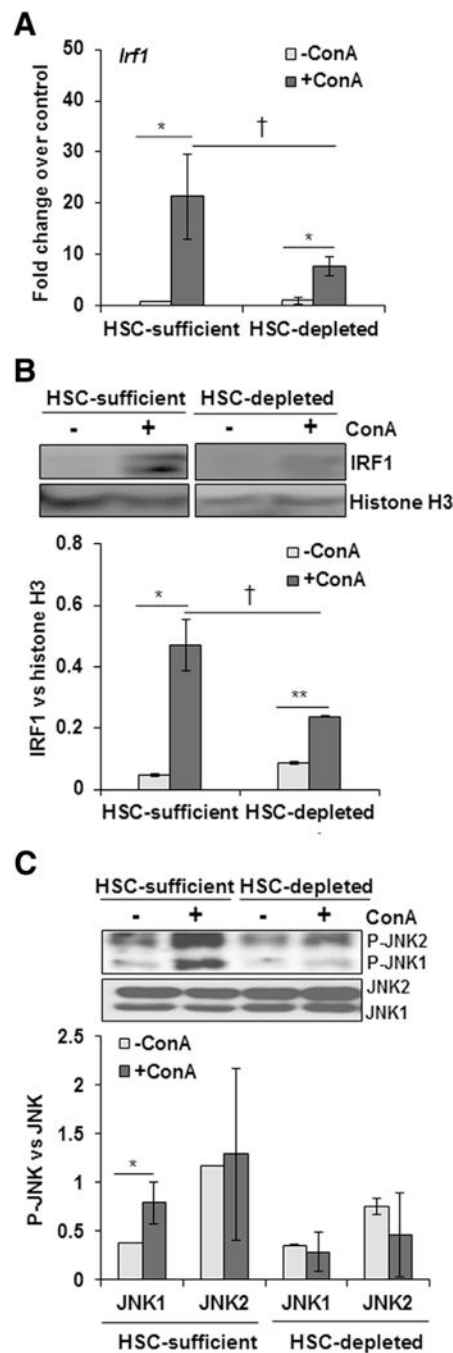 A
Irf1
-ConA
+ConA
Fold change over control
50
40
30
20
10
0
*
†
*
HSC-sufficient HSC-depleted
B
HSC-sufficient HSC-depleted
- + - + ConA
IRF1
Histone H3
-ConA
+ConA
IRF1 vs histone H3
0.8
0.6
0.4
0.2
0
*
†
**
HSC-sufficient HSC-depleted
C
HSC-sufficient HSC-depleted
- + - + ConA
P-JNK2
P-JNK1
JNK2
JNK1
-ConA
+ConA
P-JNK vs JNK
2.5
2
1.5
1
0.5
0
*
JNK1 JNK2 JNK1 JNK2
HSC-sufficient HSC-depleted